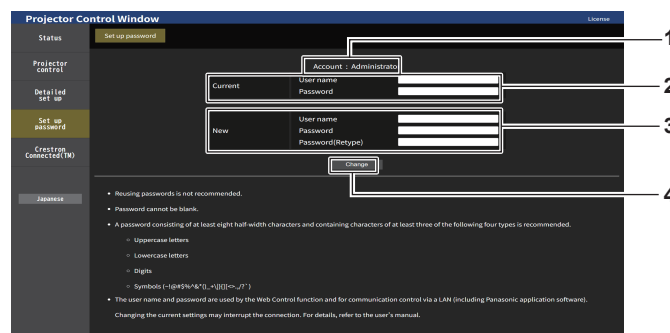 Projector Control Window
License
Status
Set up password
1
Account : Administrato
Projector
control
Current
User name
Password
2
Detailed
set up
New
User name
Password
Password(Retype)
3
Set up
password
Crestron
Connected(TM)
Change
4
Japanese
• Reusing passwords is not recommended.
• Password cannot be blank.
• A password consisting of at least eight half-width characters and containing characters of at least three of the following four types is recommended.
○ Uppercase letters
○ Lowercase letters
○ Digits
○ Symbols (~!@#$%^&*()_+\[]{}|<>.,/?`)
• The user name and password are used by the Web Control function and for communication control via a LAN (including Panasonic application software).
Changing the current settings may interrupt the connection. For details, refer to the user's manual.